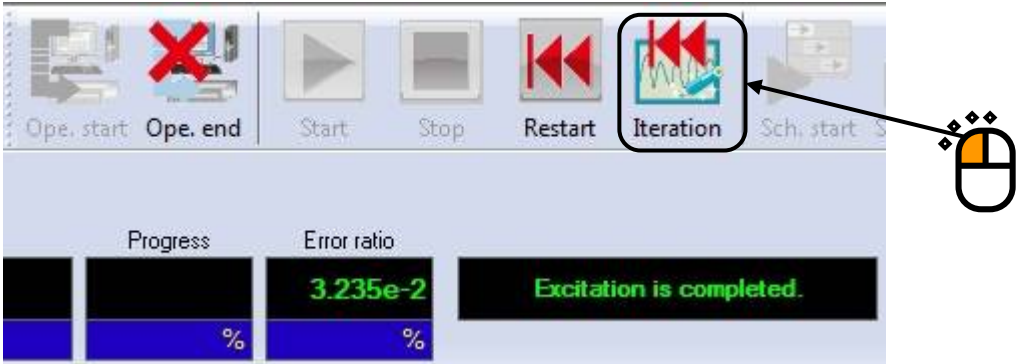 Ope. start Ope. end Start Stop Restart Iteration Sch. start
Progress Error ratio
3.235e-2 Excitation is completed.
% %